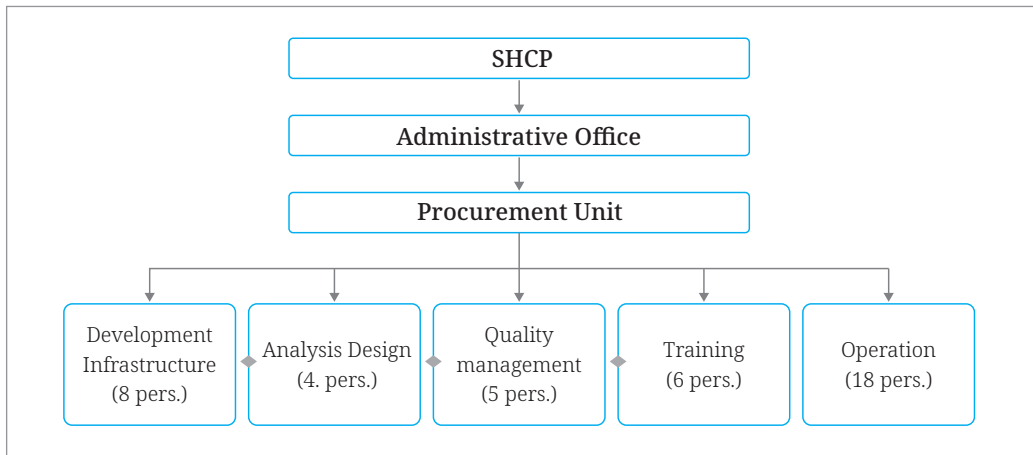 SHCP
Administrative Office
Procurement Unit
Development
Infrastructure
(8 pers.)
Analysis Design
(4. pers.)
Quality
management
(5 pers.)
Training
(6 pers.)
Operation
(18 pers.)